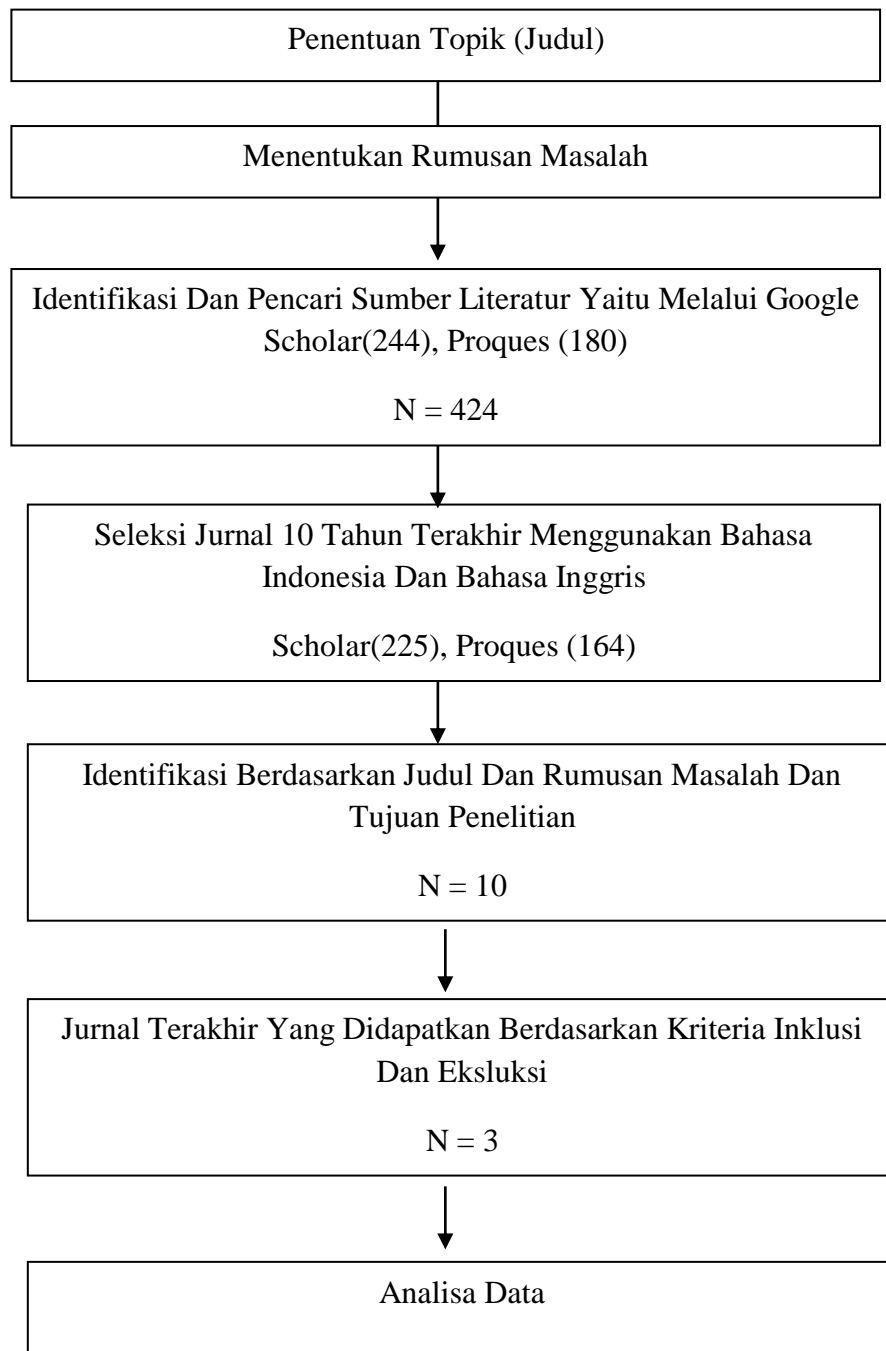 Penentuan Topik (Judul)
Menentukan Rumusan Masalah
Identifikasi Dan Pencari Sumber Literatur Yaitu Melalui Google
Scholar(244), Proques (180)
N = 424
Seleksi Jurnal 10 Tahun Terakhir Menggunakan Bahasa
Indonesia Dan Bahasa Inggris
Scholar(225), Proques (164)
Identifikasi Berdasarkan Judul Dan Rumusan Masalah Dan
Tujuan Penelitian
N = 10
Jurnal Terakhir Yang Didapatkan Berdasarkan Kriteria Inklusi
Dan Eksluksi
N = 3
Analisa Data